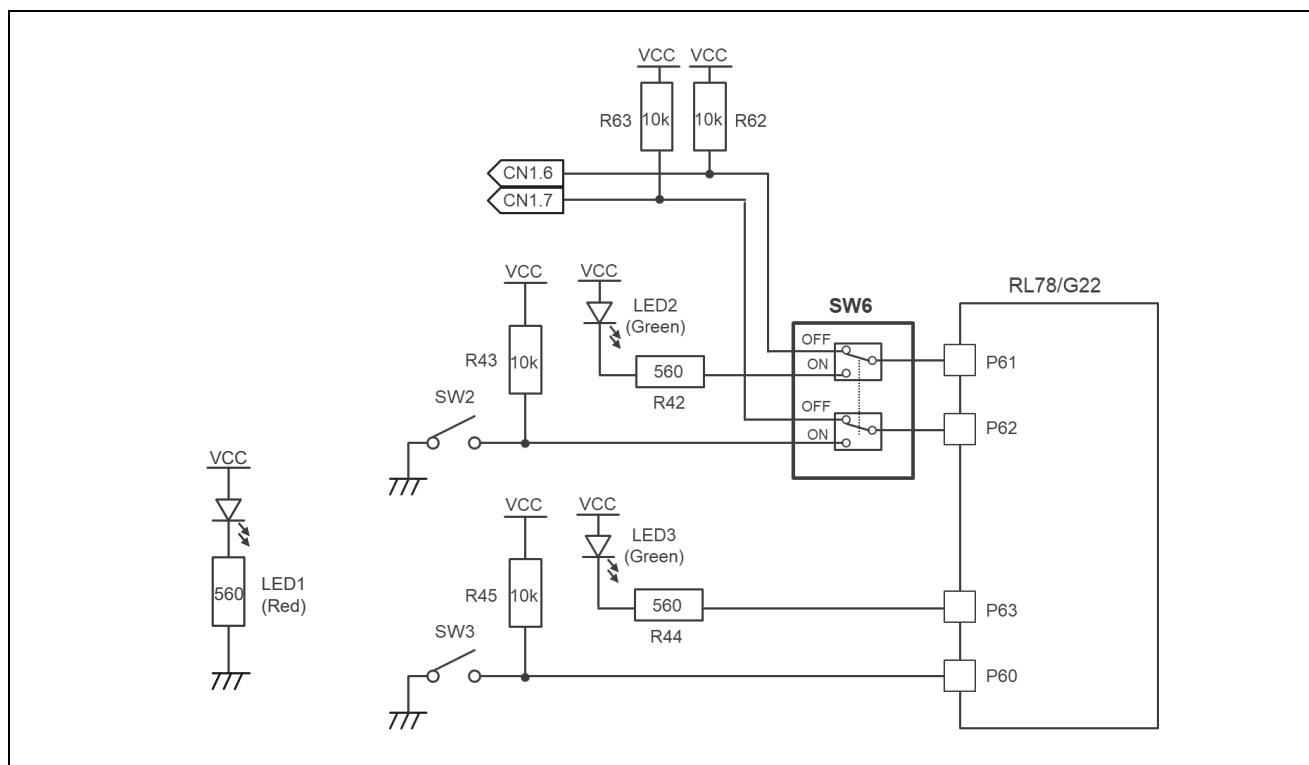 VCC VCC
R63 10k 10k R62
CN1.6
CN1.7
RL78/G22
VCC VCC
LED2
(Green)
SW6
R43 10k
OFF
ON
P61
560
R42
SW2
OFF
ON
P62
VCC
560
LED1
(Red)
VCC VCC
LED3
(Green)
R45 10k
560
R44
P63
SW3
P60